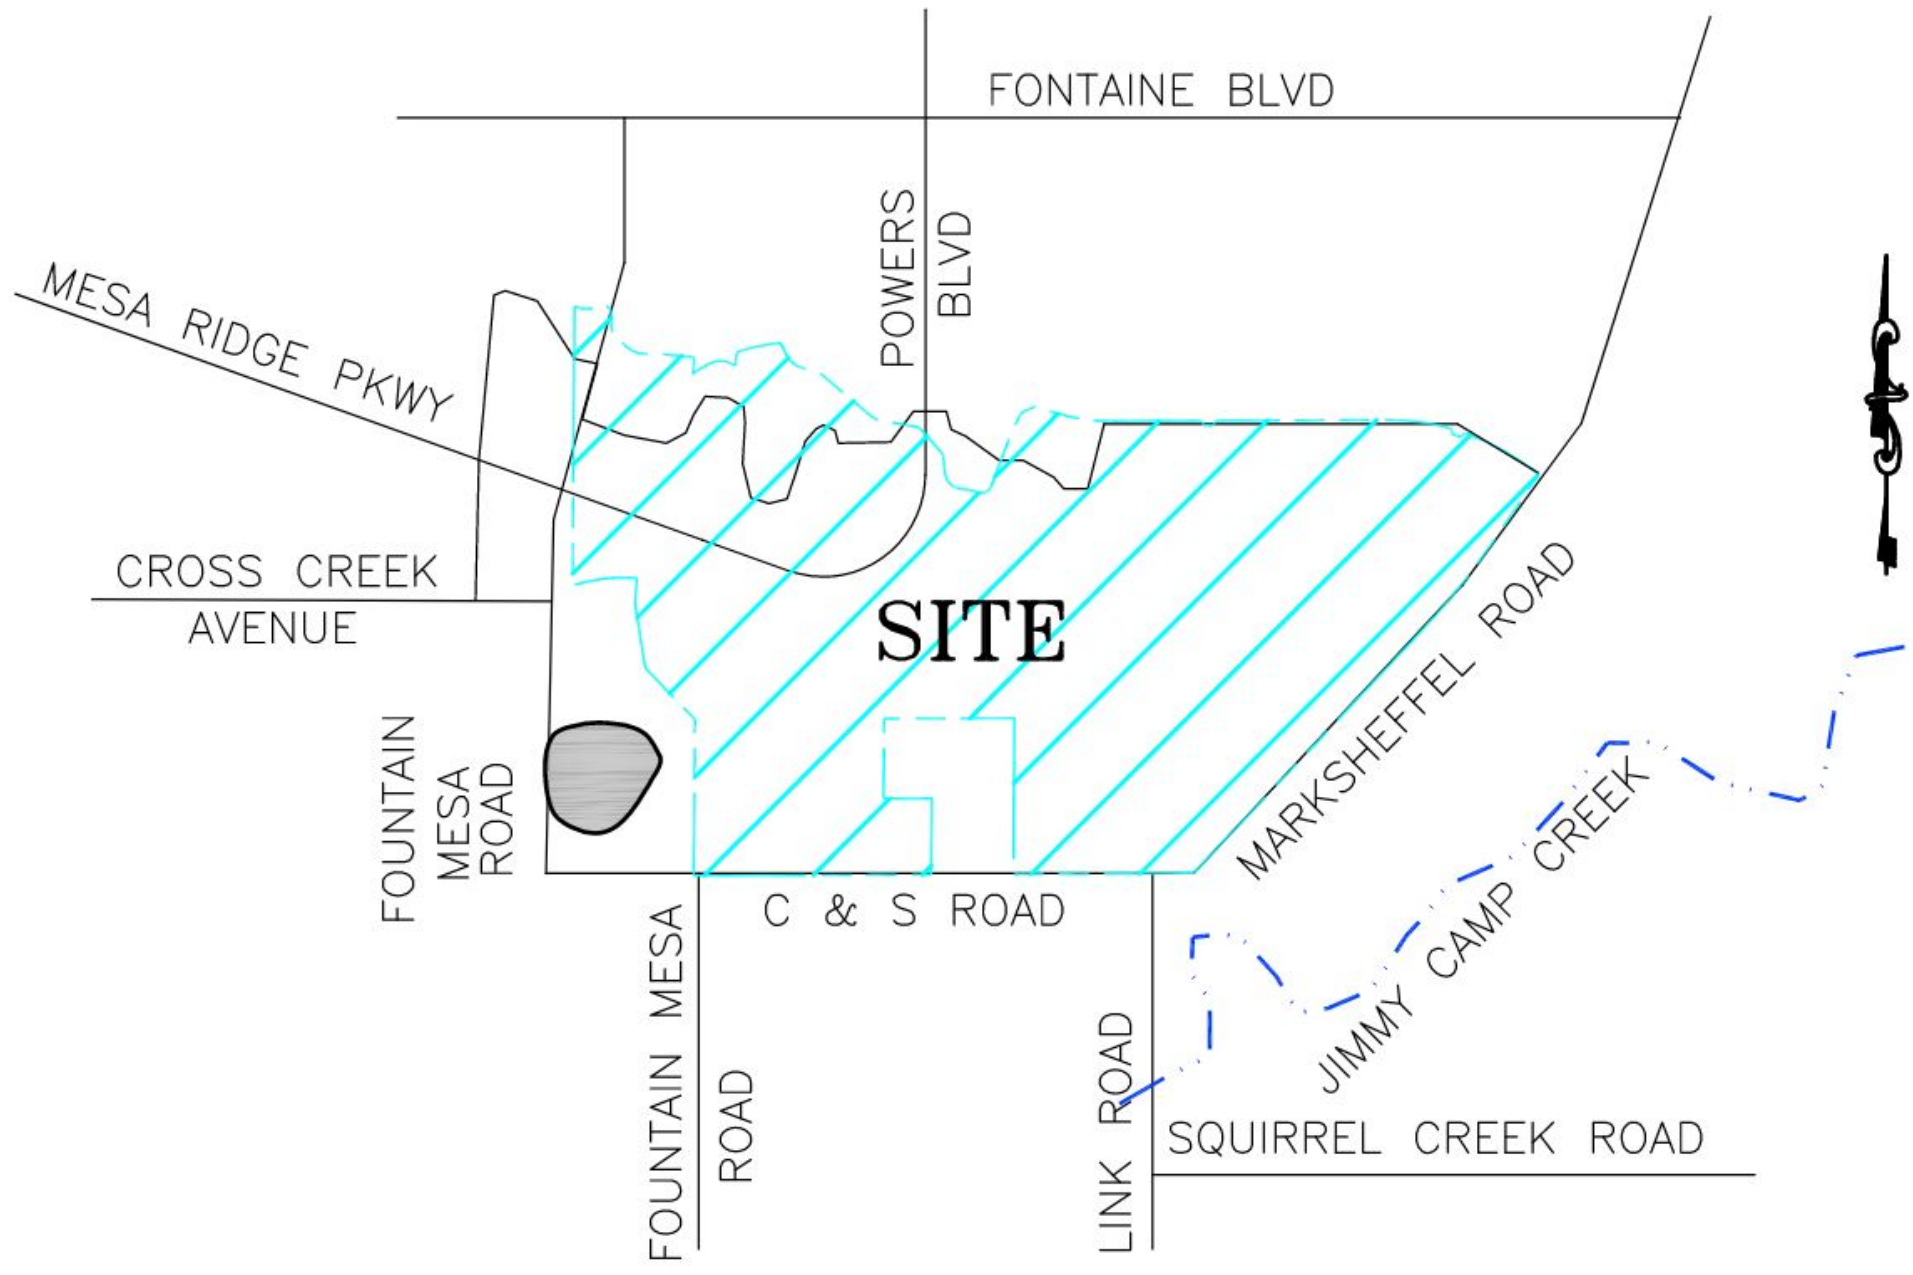 FONTAINE BLVD
POWERS
BLVD
MESA RIDGE PKWY
CROSS CREEK
AVENUE
SITE
MARKSHEFFEL ROAD
FOUNTAIN
MESA
ROAD
JIMMY CAMP CREEK
C & S ROAD
FOUNTAIN MESA
ROAD
LINK ROAD
SQUIRREL CREEK ROAD